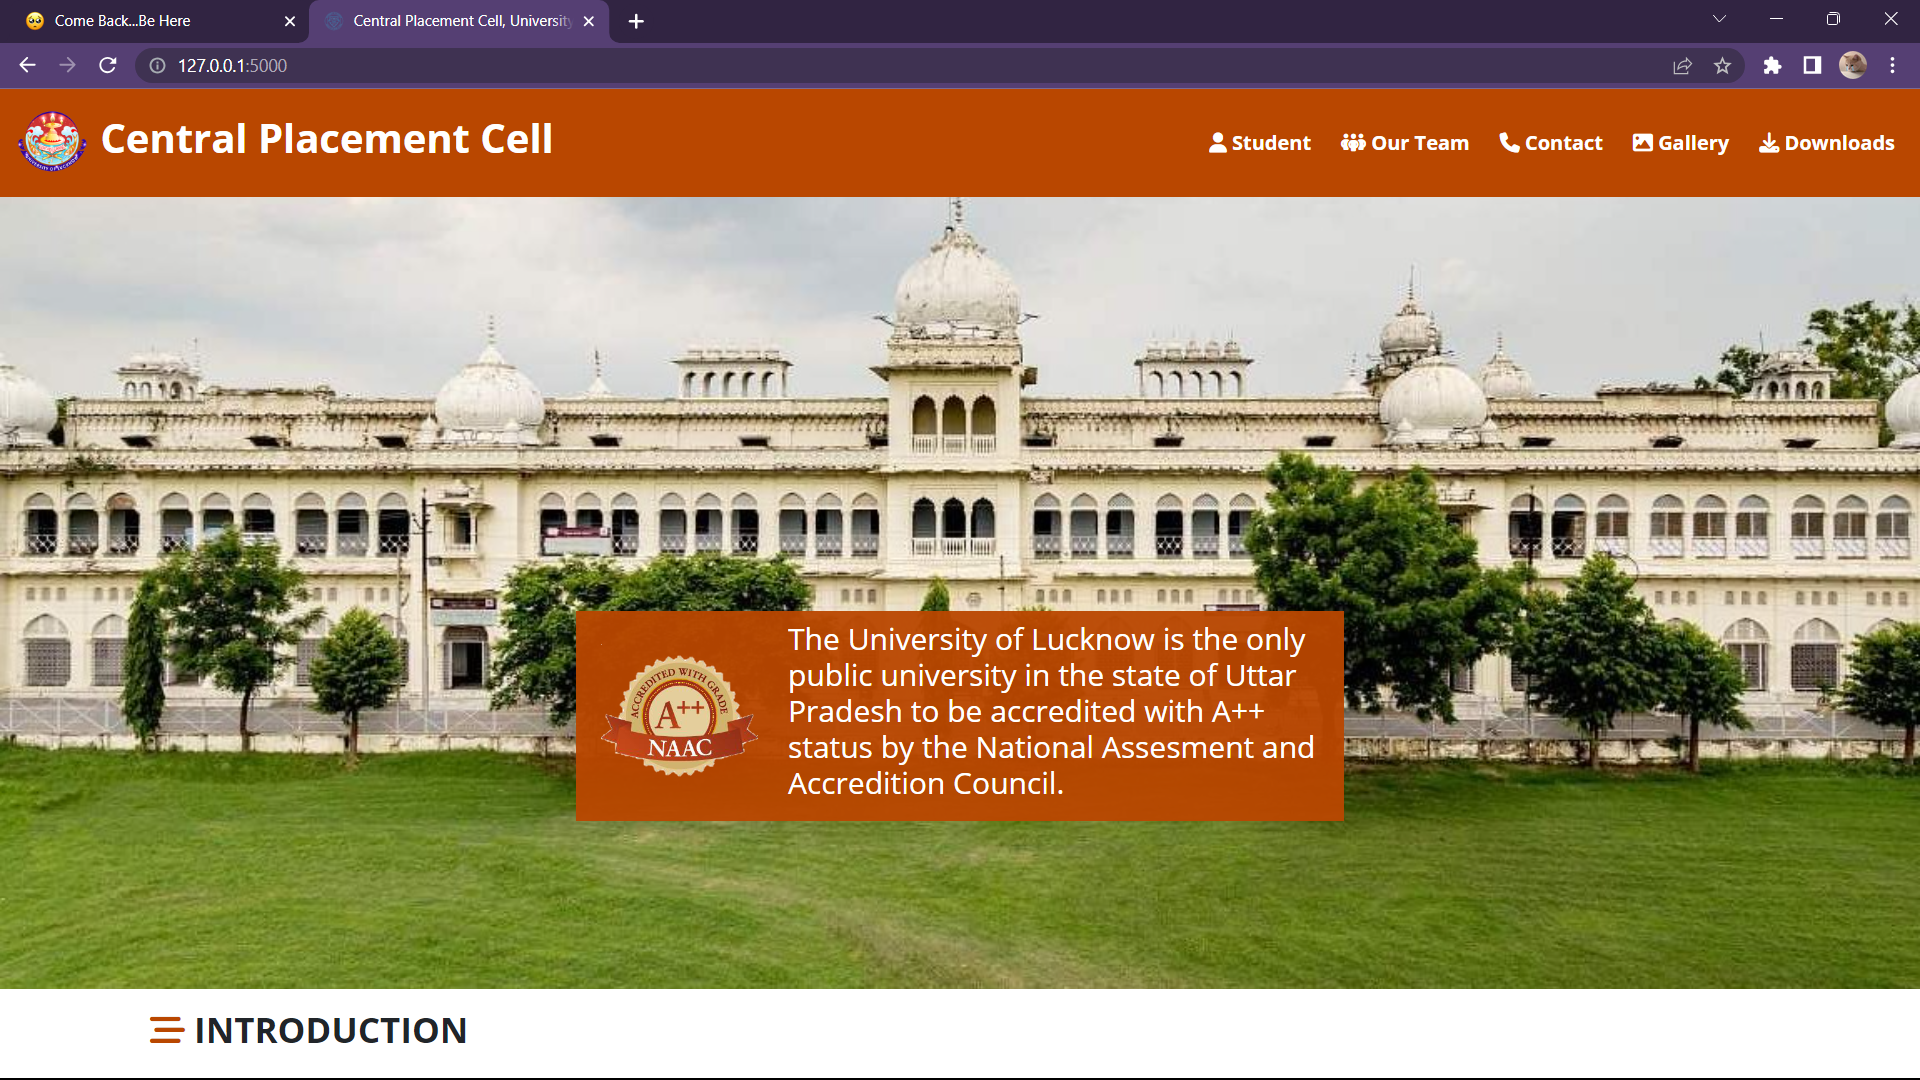 Come Back...Be Here
Central Placement Cell, Universit
127.0.0.1:5000
Central Placement Cell
Student
Our Team
Contact
Gallery
Downloads
ACCREDITED WITH GRADE
A++
NAAC
The University of Lucknow is the only
public university in the state of Uttar
Pradesh to be accredited with A++
status by the National Assesment and
Accredition Council.
INTRODUCTION